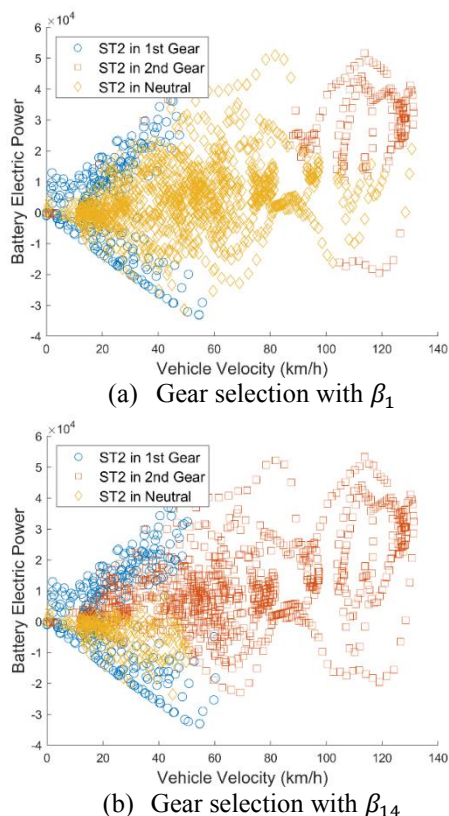 6
×10⁴
ST2 in 1st Gear
ST2 in 2nd Gear
ST2 in Neutral
5
4
3
2
1
0
-1
-2
-3
-4
Battery Electric Power
0 20 40 60 80 100 120 140
Vehicle Velocity (km/h)
(a) Gear selection with β₁
6
×10⁴
ST2 in 1st Gear
ST2 in 2nd Gear
ST2 in Neutral
5
4
3
2
1
0
-1
-2
-3
-4
Battery Electric Power
0 20 40 60 80 100 120 140
Vehicle Velocity (km/h)
(b) Gear selection with β₁₄